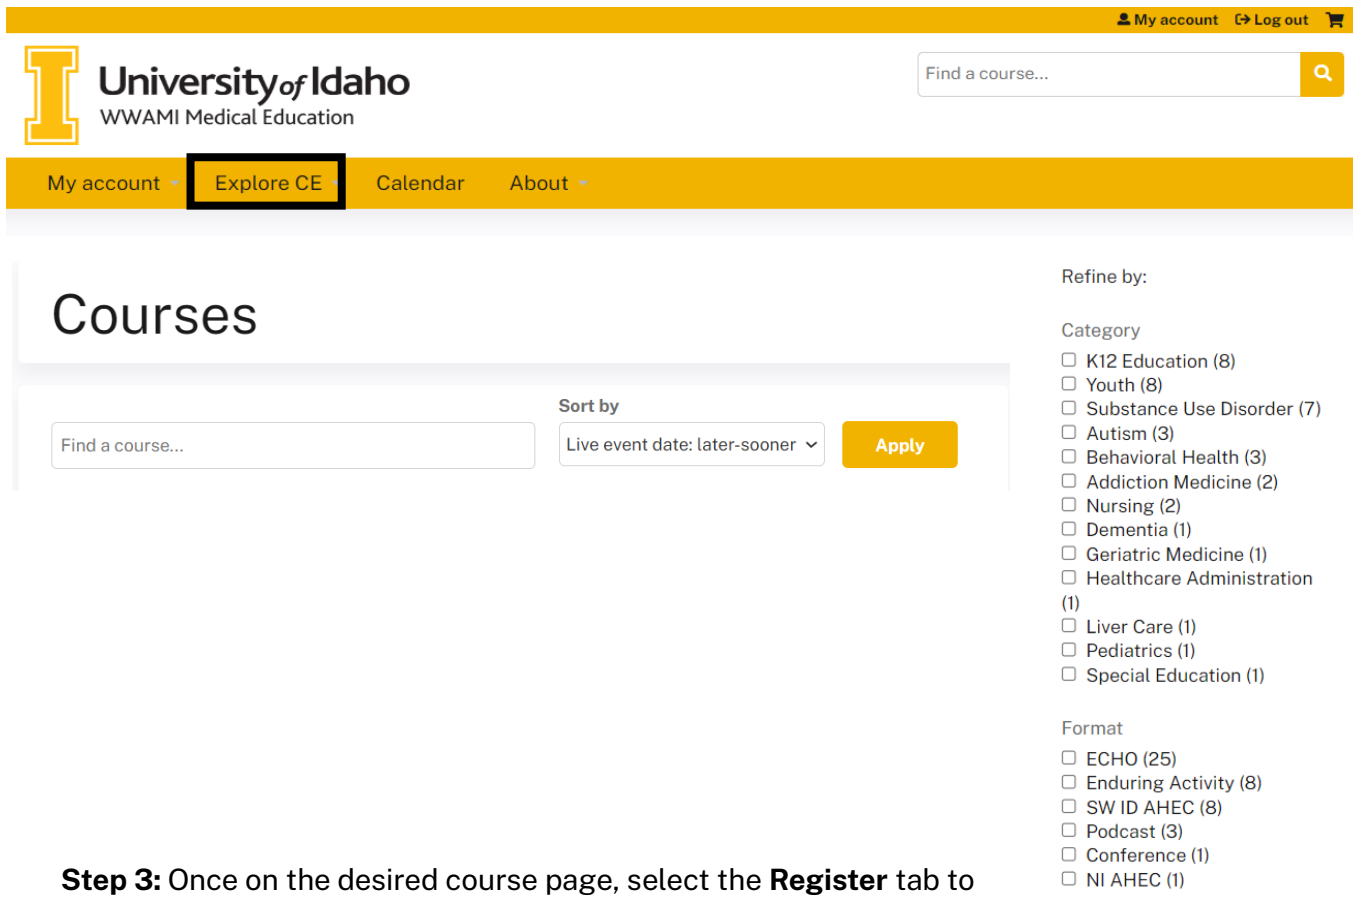 My account Log out
University of Idaho
WWAMI Medical Education
Find a course...
My account Explore CE Calendar About
Courses
Sort by
Find a course... Live event date: later-sooner Apply
Refine by:
Category
K12 Education (8)
Youth (8)
Substance Use Disorder (7)
Autism (3)
Behavioral Health (3)
Addiction Medicine (2)
Nursing (2)
Dementia (1)
Geriatric Medicine (1)
Healthcare Administration
(1)
Liver Care (1)
Pediatrics (1)
Special Education (1)
Format
ECHO (25)
Enduring Activity (8)
SW ID AHEC (8)
Podcast (3)
Conference (1)
NI AHEC (1)
Step 3: Once on the desired course page, select the Register tab to